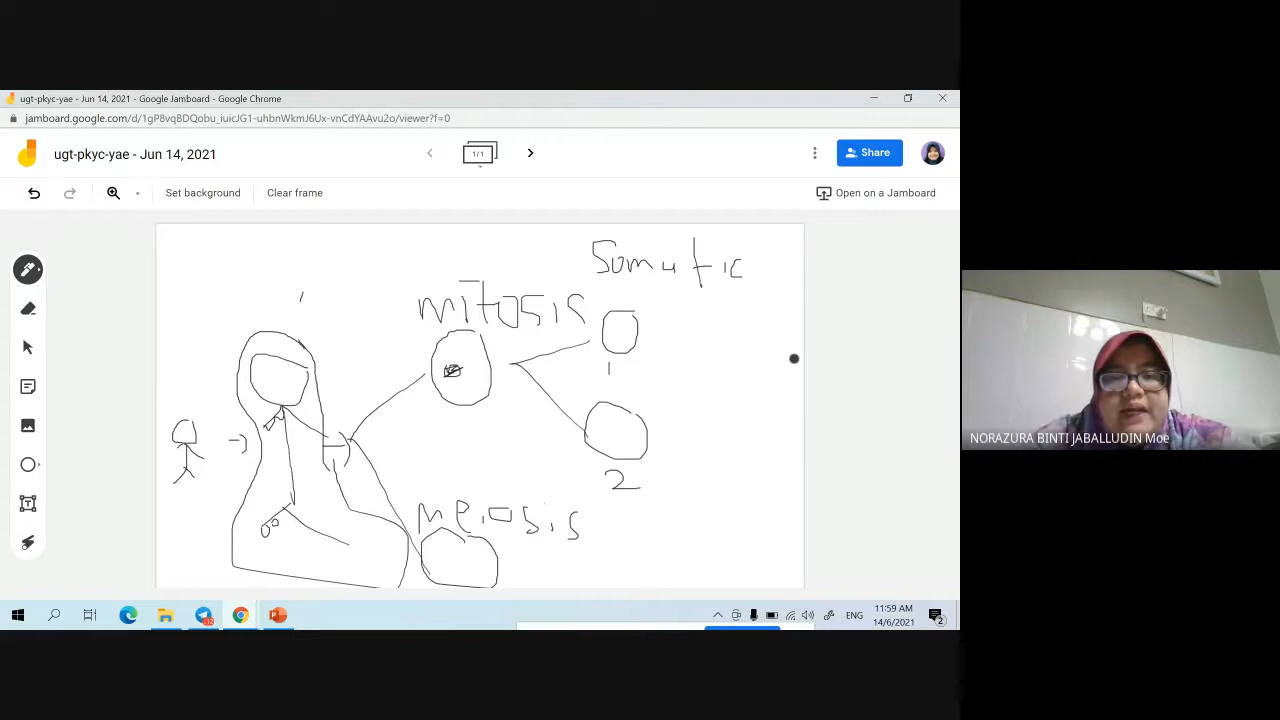 ugt-pkyc-yae - Jun 14, 2021 - Google Jamboard - Google Chrome
jamboard.google.com/d/1gP8vqBDQobu_iuicJG1-uhbnWkmJ6Ux-vnCdYAAvu2o/viewer?f=0
ugt-pkyc-yae - Jun 14, 2021
1/1
Share
Set background
Clear frame
Open on a Jamboard
Somatic
mitosis
1
2
meiosis
NORAZURA BINTI JABALLUDIN Moe
ENG
11:59 AM
14/6/2021
2